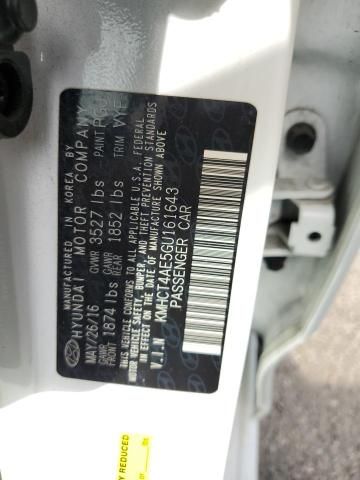 MANUFACTURED IN KOREA BY
HYUNDAI MOTOR COMPANY
MAY/26/16 GVWR 3527 lbs PAINT
GAWR FRONT 1874 lbs GAWR REAR 1852 lbs TRIM
THIS VEHICLE CONFORMS TO ALL APPLICABLE U.S.A. FEDERAL
MOTOR VEHICLE SAFETY, BUMPER, AND THEFT PREVENTION STANDARDS
IN EFFECT ON THE DATE OF MANUFACTURE SHOWN ABOVE
V.I.N KMHCT4AE5GU161643
PASSENGER CAR
Y REDUCED